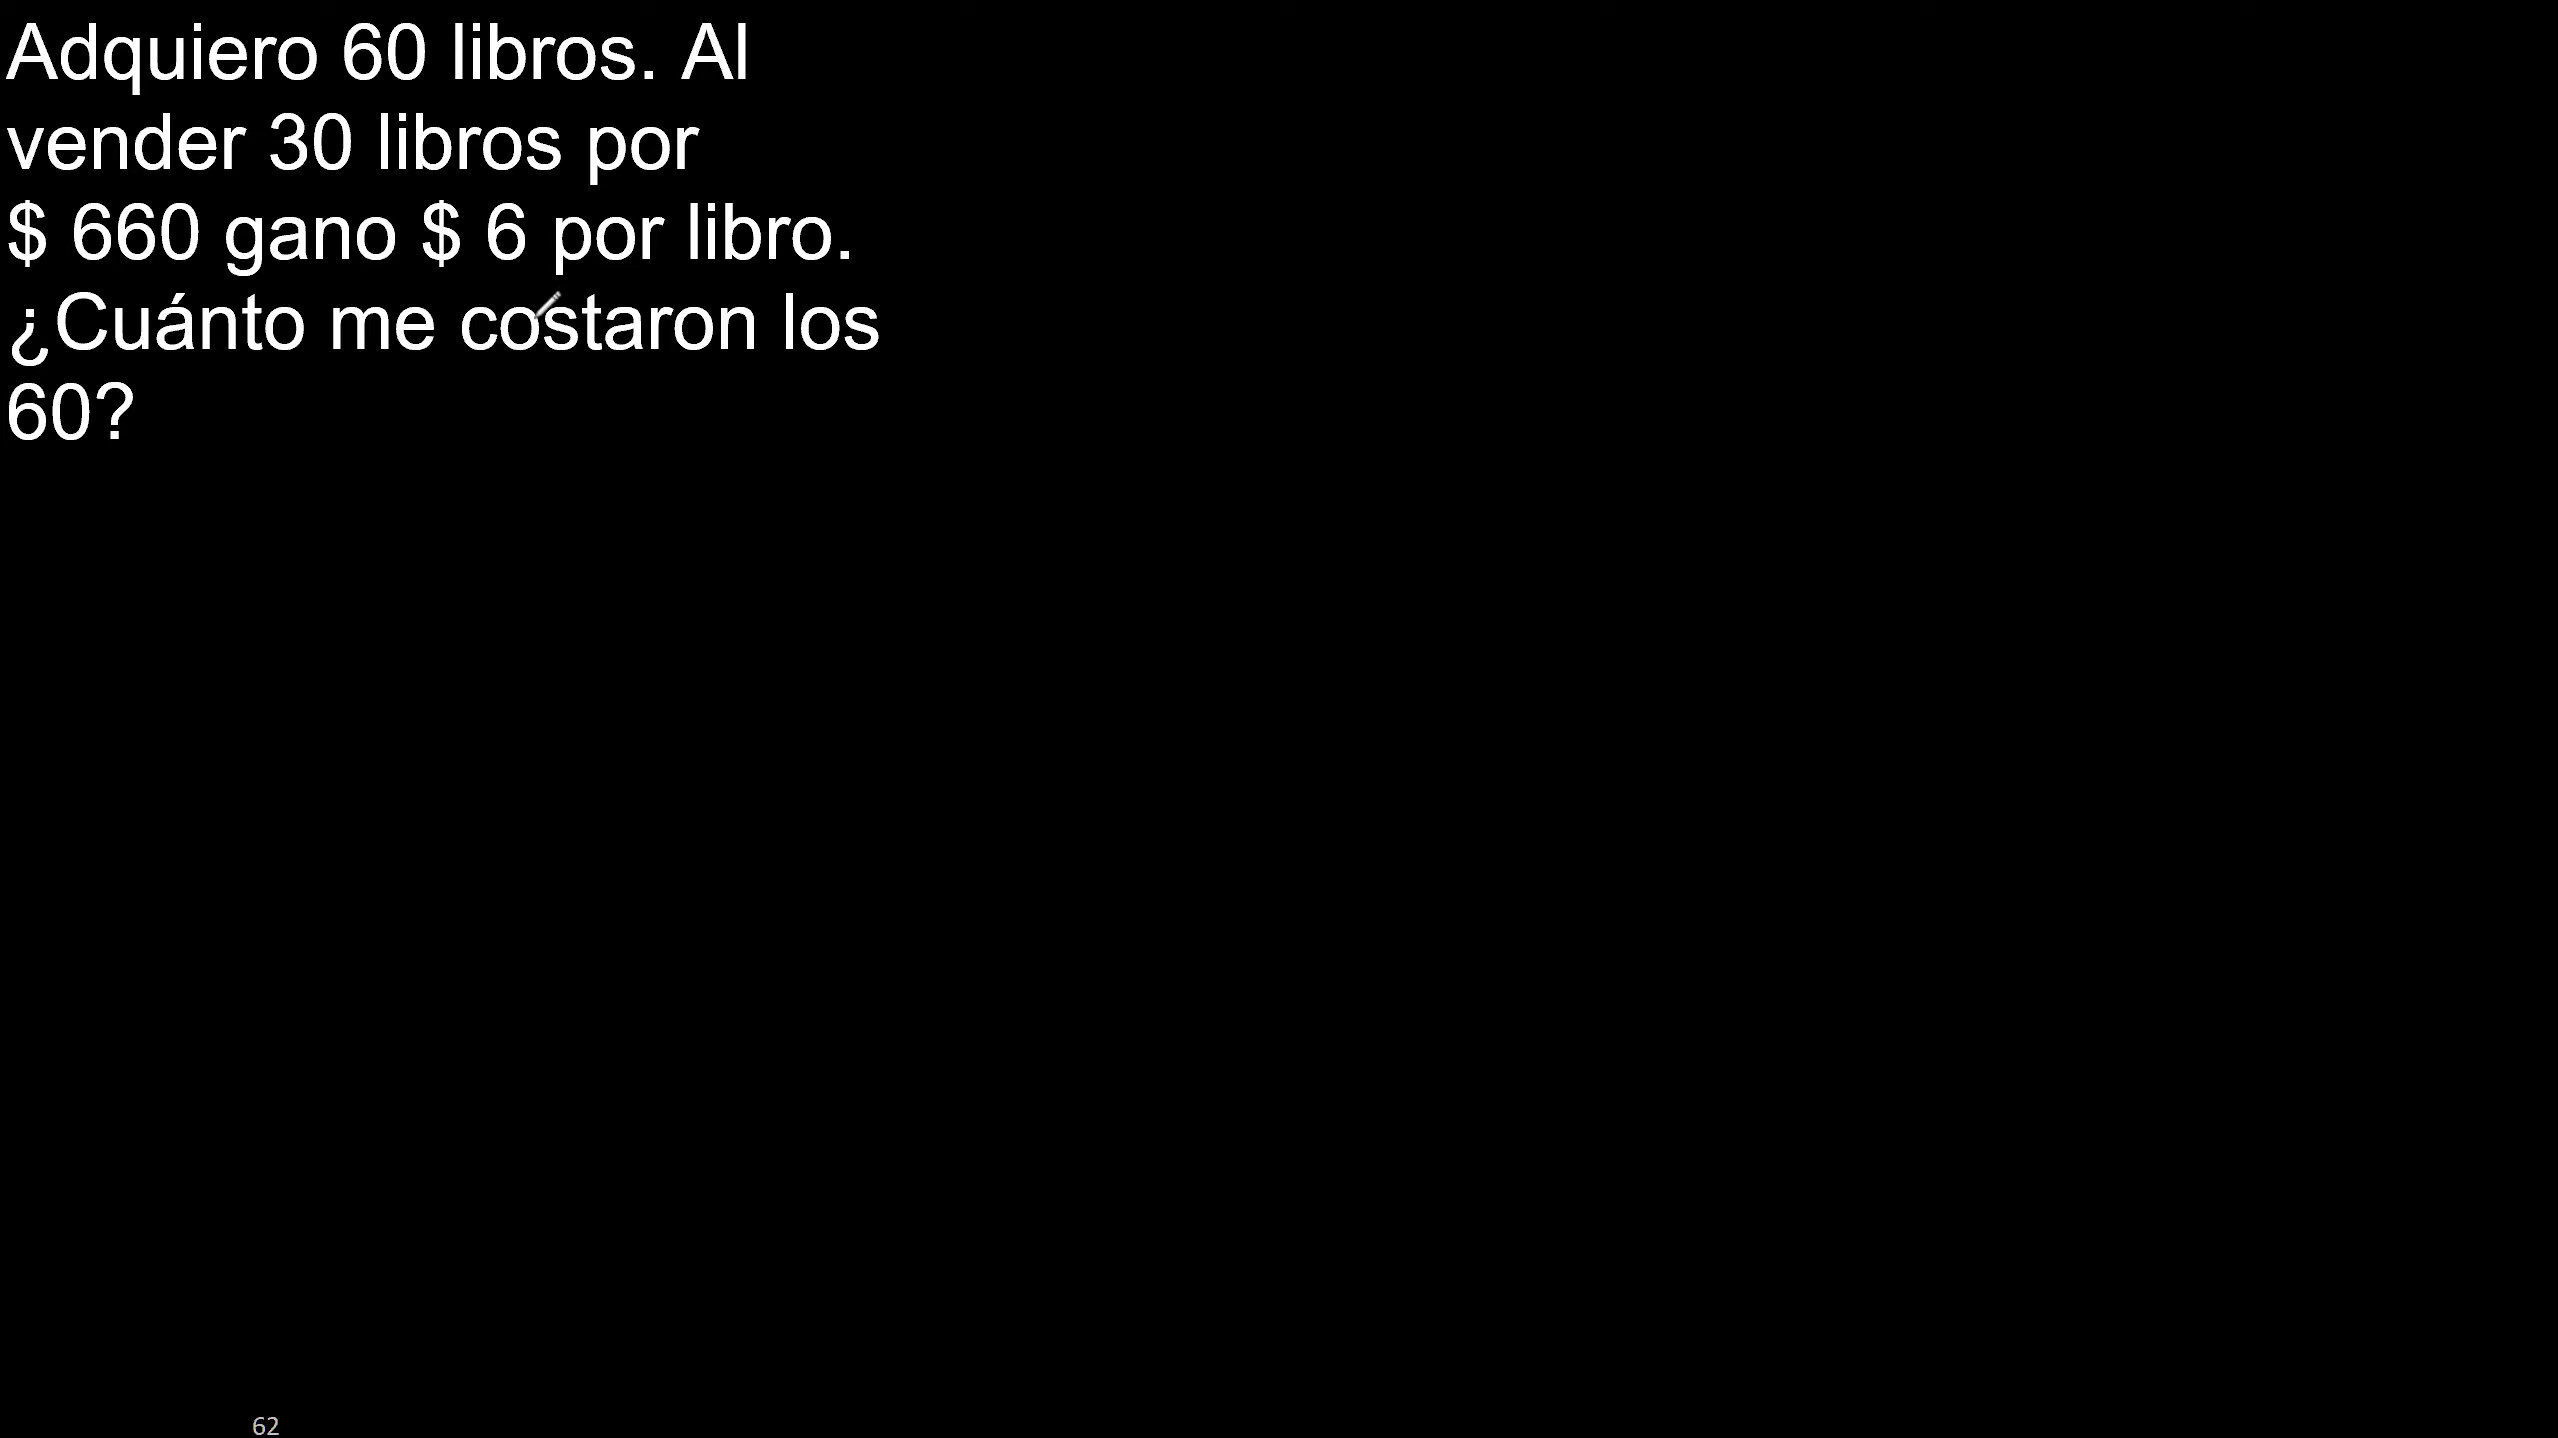 Adquiero 60 libros. Al
vender 30 libros por
$ 660 gano $ 6 por libro.
¿Cuánto me costaron los
60?
62